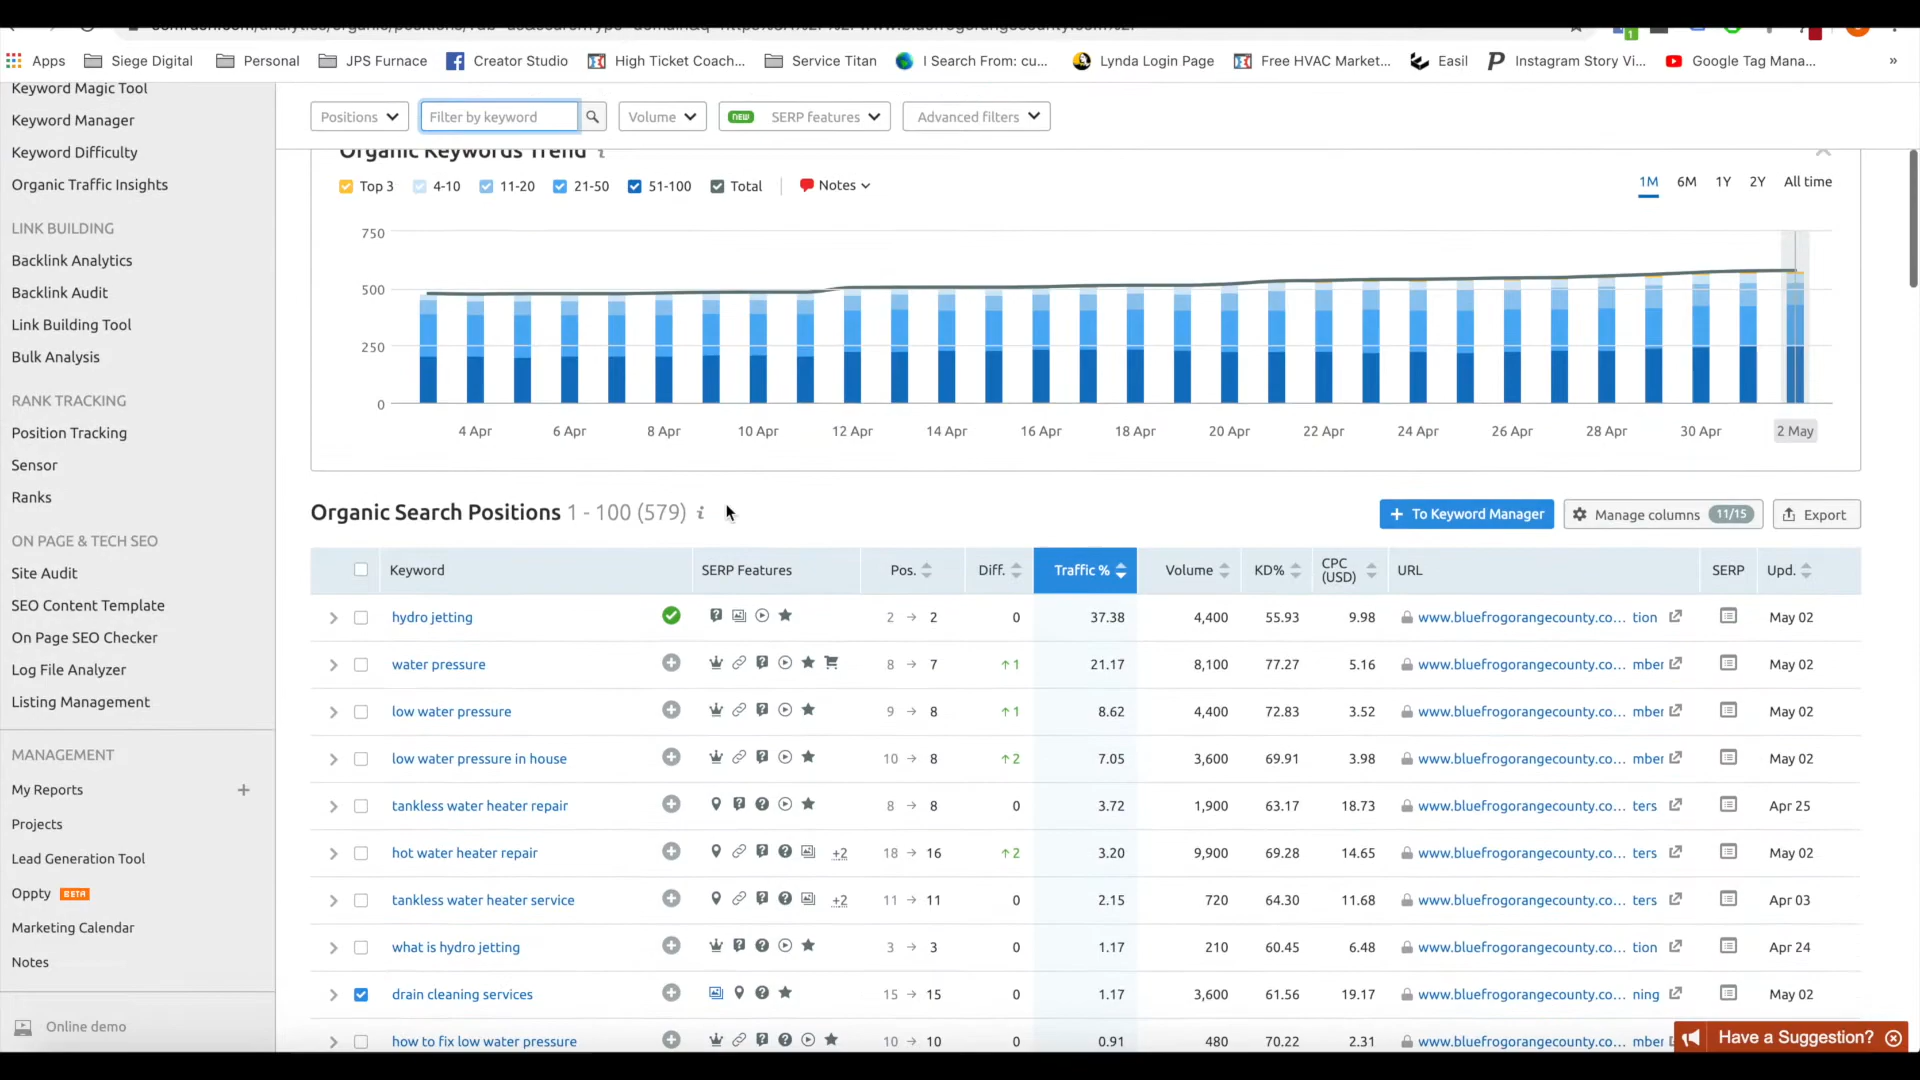 Apps Siege Digital Personal JPS Furnace Creator Studio High Ticket Coach... Service Titan I Search From: cu... Lynda Login Page Free HVAC Market... Easil Instagram Story Vi... Google Tag Mana... »
Keyword Magic Tool
Keyword Manager
Keyword Difficulty
Organic Traffic Insights
LINK BUILDING
Backlink Analytics
Backlink Audit
Link Building Tool
Bulk Analysis
RANK TRACKING
Position Tracking
Sensor
Ranks
ON PAGE & TECH SEO
Site Audit
SEO Content Template
On Page SEO Checker
Log File Analyzer
Listing Management
MANAGEMENT
My Reports +
Projects
Lead Generation Tool
Oppty BETA
Marketing Calendar
Notes
Online demo
Positions Filter by keyword Volume NEW SERP features Advanced filters
Organic Keywords Trend i
Top 3 4-10 11-20 21-50 51-100 Total Notes 1M 6M 1Y 2Y All time
750
500
250
0
4 Apr 6 Apr 8 Apr 10 Apr 12 Apr 14 Apr 16 Apr 18 Apr 20 Apr 22 Apr 24 Apr 26 Apr 28 Apr 30 Apr 2 May
Organic Search Positions 1 - 100 (579) i + To Keyword Manager Manage columns 11/15 Export
Keyword SERP Features Pos. Diff. Traffic % Volume KD% CPC (USD) URL SERP Upd.
hydro jetting 2 → 2 0 37.38 4,400 55.93 9.98 www.bluefrogorangecounty.co... tion May 02
water pressure 8 → 7 ↑1 21.17 8,100 77.27 5.16 www.bluefrogorangecounty.co... mber May 02
low water pressure 9 → 8 ↑1 8.62 4,400 72.83 3.52 www.bluefrogorangecounty.co... mber May 02
low water pressure in house 10 → 8 ↑2 7.05 3,600 69.91 3.98 www.bluefrogorangecounty.co... mber May 02
tankless water heater repair 8 → 8 0 3.72 1,900 63.17 18.73 www.bluefrogorangecounty.co... ters Apr 25
hot water heater repair +2 18 → 16 ↑2 3.20 9,900 69.28 14.65 www.bluefrogorangecounty.co... ters May 02
tankless water heater service +2 11 → 11 0 2.15 720 64.30 11.68 www.bluefrogorangecounty.co... ters Apr 03
what is hydro jetting 3 → 3 0 1.17 210 60.45 6.48 www.bluefrogorangecounty.co... tion Apr 24
drain cleaning services 15 → 15 0 1.17 3,600 61.56 19.17 www.bluefrogorangecounty.co... ning May 02
how to fix low water pressure 10 → 10 0 0.91 480 70.22 2.31 www.bluefrogorangecounty.co... mber
Have a Suggestion?